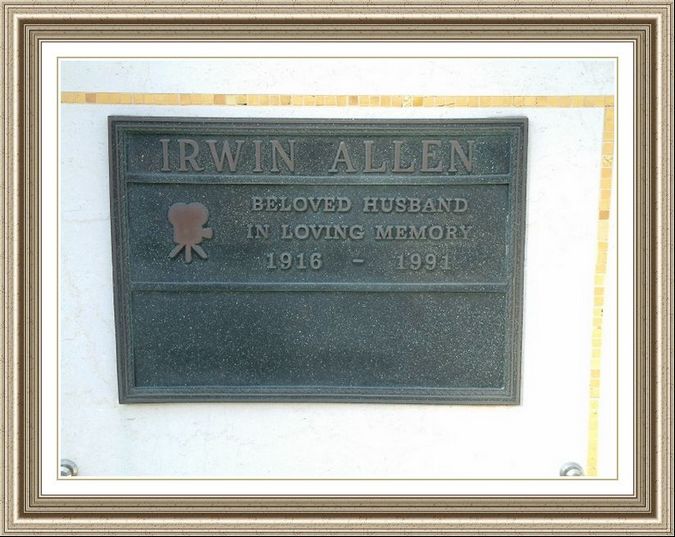 IRWIN ALLEN
BELOVED HUSBAND
IN LOVING MEMORY
1916 - 1991